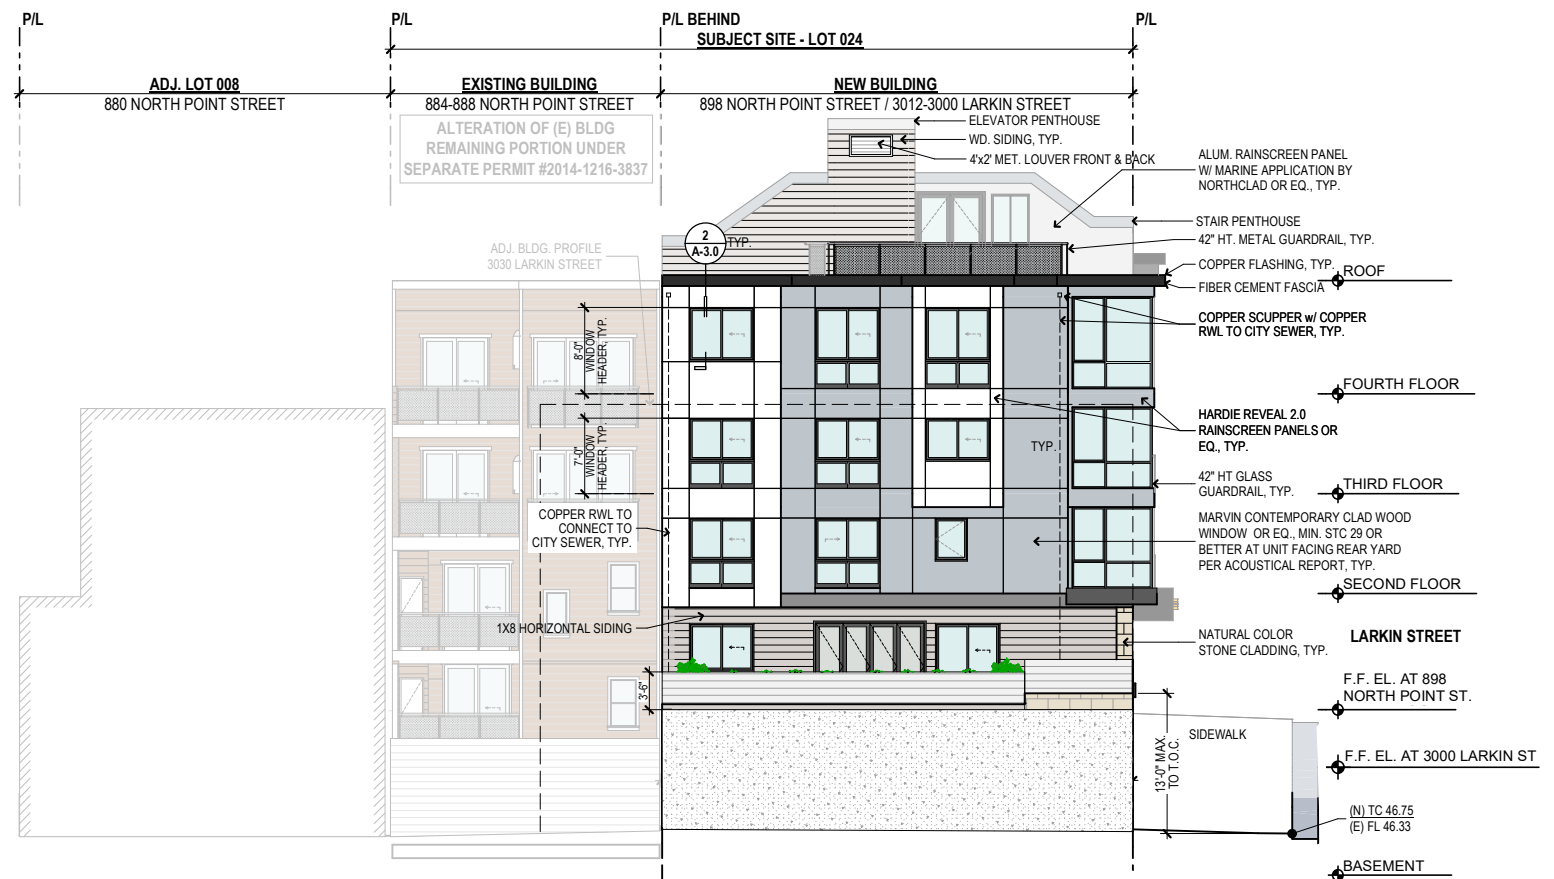 P/L
P/L
P/L BEHIND
P/L
SUBJECT SITE - LOT 024
ADJ. LOT 008
880 NORTH POINT STREET
EXISTING BUILDING
884-888 NORTH POINT STREET
NEW BUILDING
898 NORTH POINT STREET / 3012-3000 LARKIN STREET
ALTERATION OF (E) BLDG
REMAINING PORTION UNDER
SEPARATE PERMIT #2014-1216-3837
ELEVATOR PENTHOUSE
WD. SIDING, TYP.
4'x2' MET. LOUVER FRONT & BACK
ALUM. RAINSCREEN PANEL
W/ MARINE APPLICATION BY
NORTHCLAD OR EQ., TYP.
STAIR PENTHOUSE
42" HT. METAL GUARDRAIL, TYP.
COPPER FLASHING, TYP.
FIBER CEMENT FASCIA
ROOF
2
A-3.0
TYP.
ADJ. BLDG. PROFILE
3030 LARKIN STREET
COPPER SCUPPER w/ COPPER
RWL TO CITY SEWER, TYP.
8'-0"
WINDOW
HEADER, TYP.
FOURTH FLOOR
HARDIE REVEAL 2.0
RAINSCREEN PANELS OR
EQ., TYP.
7'-0"
WINDOW
HEADER, TYP.
TYP.
42" HT GLASS
GUARDRAIL, TYP.
THIRD FLOOR
COPPER RWL TO
CONNECT TO
CITY SEWER, TYP.
MARVIN CONTEMPORARY CLAD WOOD
WINDOW OR EQ., MIN. STC 29 OR
BETTER AT UNIT FACING REAR YARD
PER ACOUSTICAL REPORT, TYP.
SECOND FLOOR
1X8 HORIZONTAL SIDING
NATURAL COLOR
STONE CLADDING, TYP.
LARKIN STREET
3'-6"
F.F. EL. AT 898
NORTH POINT ST.
SIDEWALK
13'-0" MAX.
TO T.O.C.
F.F. EL. AT 3000 LARKIN ST
(N) TC 46.75
(E) FL 46.33
BASEMENT